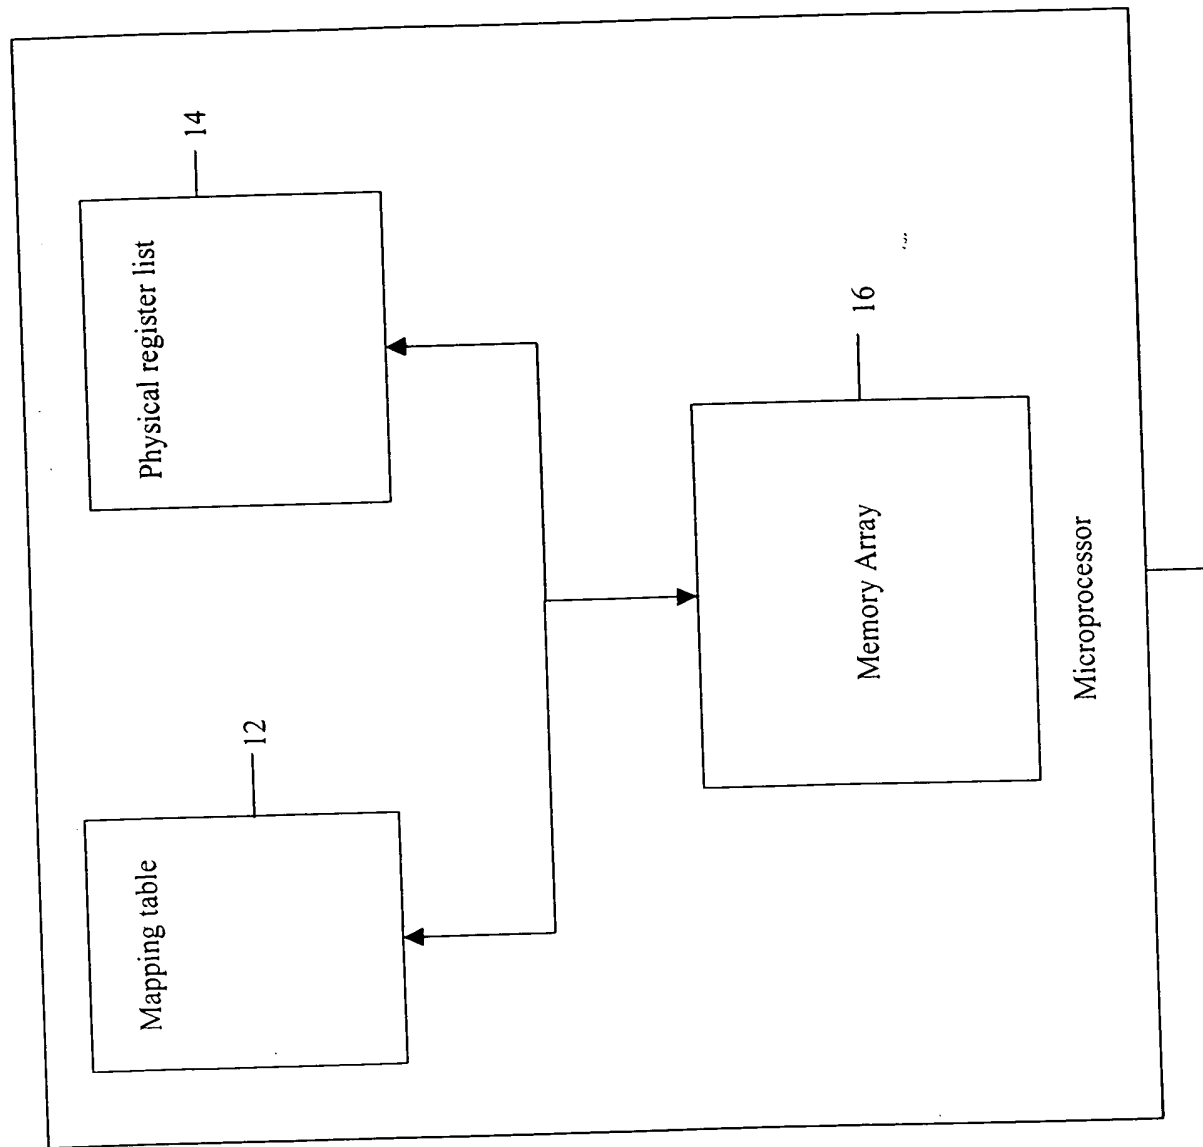 Mapping table
12
Physical register list
14
Memory Array
16
Microprocessor